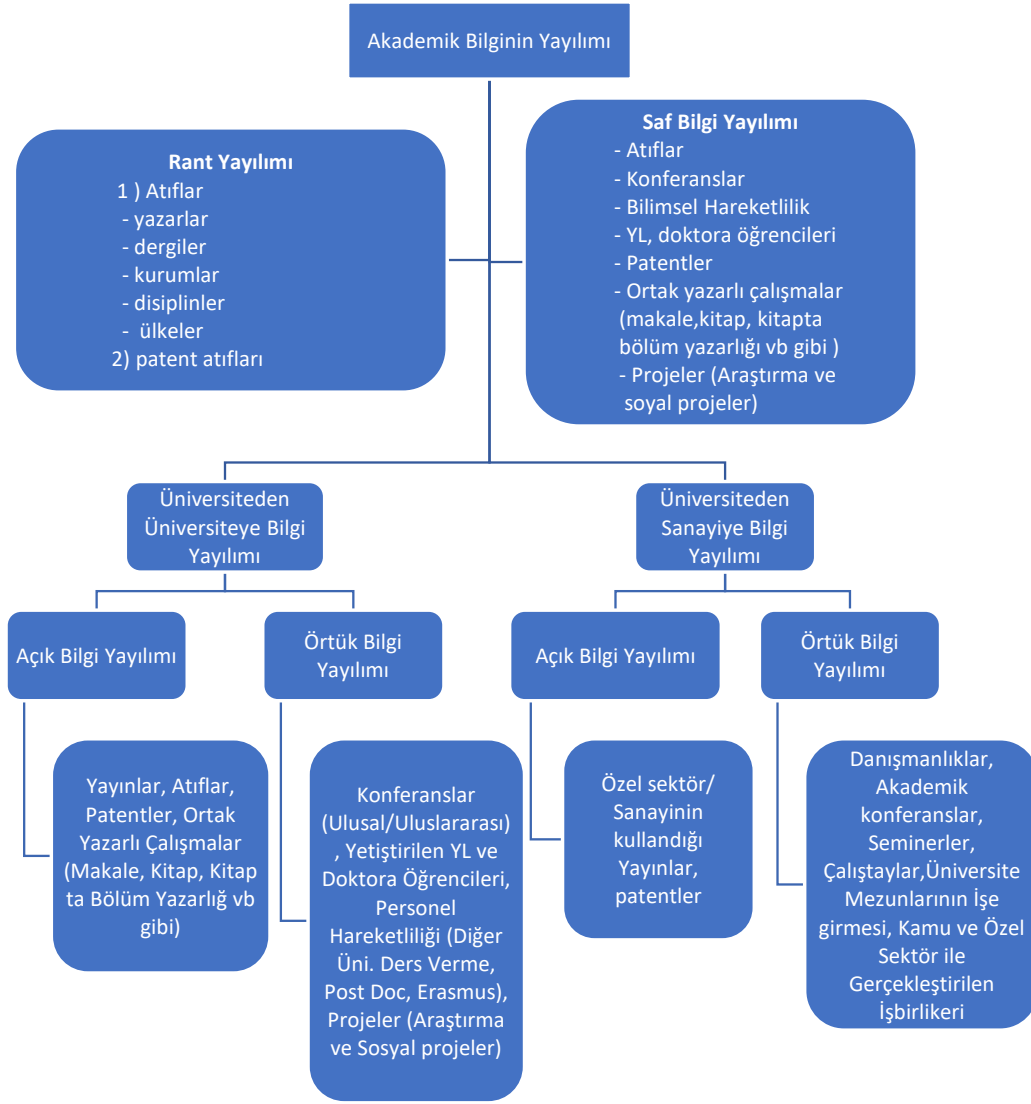 Akademik Bilginin Yayılımı
Rant Yayılımı
1 ) Atıflar
- yazarlar
- dergiler
- kurumlar
- disiplinler
- ülkeler
2) patent atıfları
Saf Bilgi Yayılımı
- Atıflar
- Konferanslar
- Bilimsel Hareketlilik
- YL, doktora öğrencileri
- Patentler
- Ortak yazarlı çalışmalar
(makale,kitap, kitapta
bölüm yazarlığı vb gibi )
- Projeler (Araştırma ve
soyal projeler)
Üniversiteden
Üniversiteye Bilgi
Yayılımı
Üniversiteden
Sanayiye Bilgi
Yayılımı
Açık Bilgi Yayılımı
Örtük Bilgi
Yayılımı
Açık Bilgi Yayılımı
Örtük Bilgi
Yayılımı
Yayınlar, Atıflar,
Patentler, Ortak
Yazarlı Çalışmalar
(Makale, Kitap, Kitap
ta Bölüm Yazarlığ vb
gibi)
Konferanslar
(Ulusal/Uluslararası)
, Yetiştirilen YL ve
Doktora Öğrencileri,
Personel
Hareketliliği (Diğer
Üni. Ders Verme,
Post Doc, Erasmus),
Projeler (Araştırma
ve Sosyal projeler)
Özel sektör/
Sanayinin
kullandığı
Yayınlar,
patentler
Danışmanlıklar,
Akademik
konferanslar,
Seminerler,
Çalıştaylar,Üniversite
Mezunlarının İşe
girmesi, Kamu ve Özel
Sektör ile
Gerçekleştirilen
İşbirlikeri